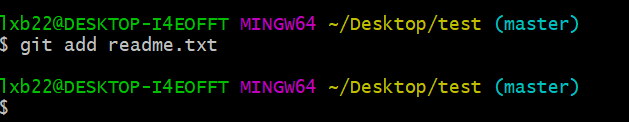 lxb22@DESKTOP-I4EOFFT MINGW64 ~/Desktop/test (master)
$ git add readme.txt
lxb22@DESKTOP-I4EOFFT MINGW64 ~/Desktop/test (master)
$